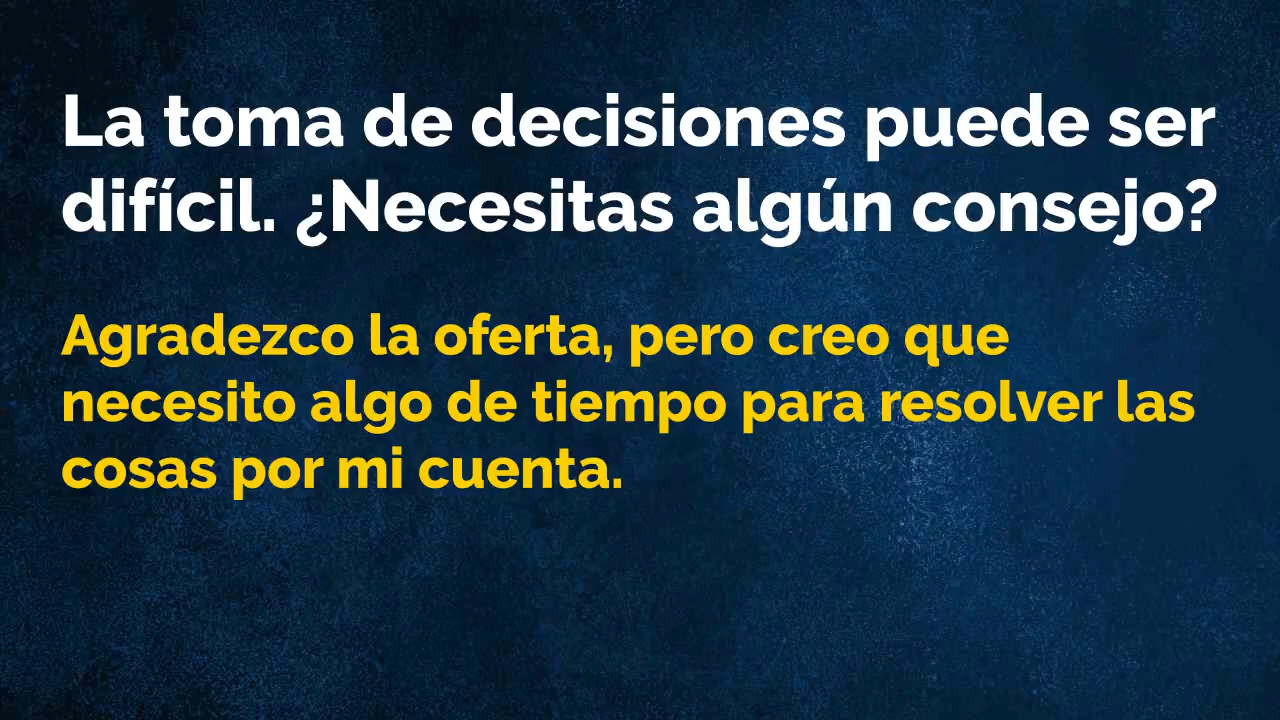 La toma de decisiones puede ser
difícil. ¿Necesitas algún consejo?
Agradezco la oferta, pero creo que
necesito algo de tiempo para resolver las
cosas por mi cuenta.